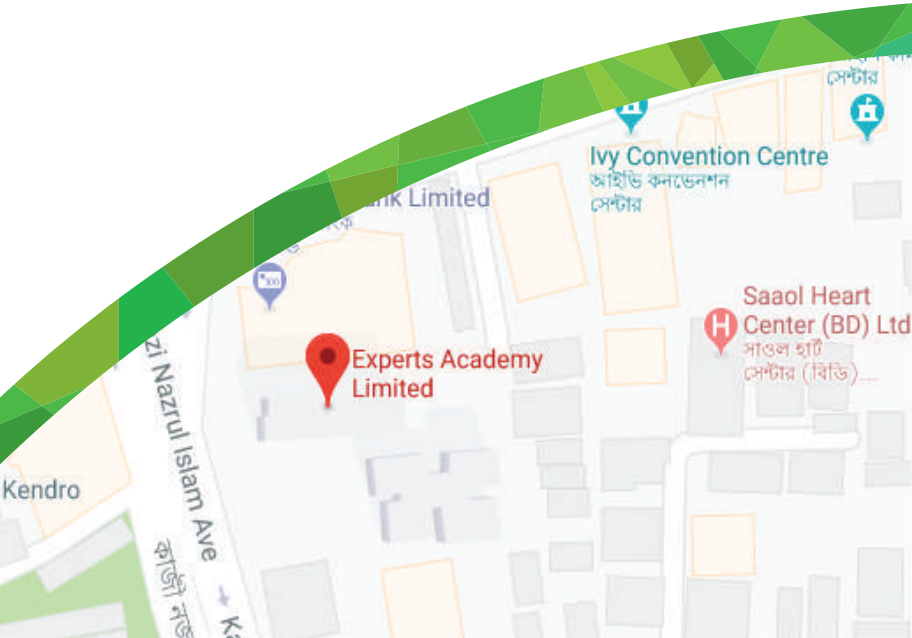 সেন্টার
Ivy Convention Centre
আইভি কনভেনশন
সেন্টার
nk Limited
Saaol Heart
Center (BD) Ltd
সাওল হার্ট
সেন্টার (বিডি)...
Experts Academy
Limited
zi Nazrul Islam Ave
Kendro
কাজী নজ
Ka